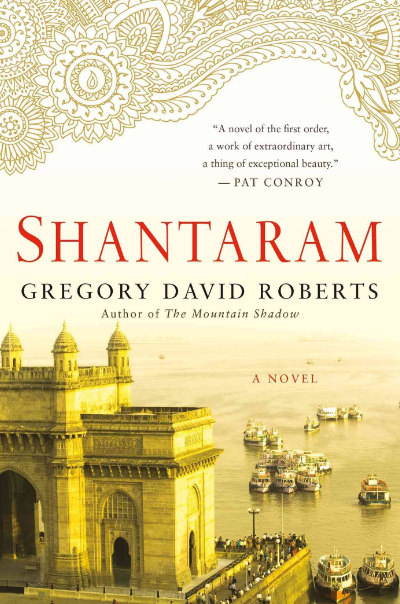 “A novel of the first order,
a work of extraordinary art,
a thing of exceptional beauty.”
— PAT CONROY
SHANTARAM
GREGORY DAVID ROBERTS
Author of The Mountain Shadow
A NOVEL